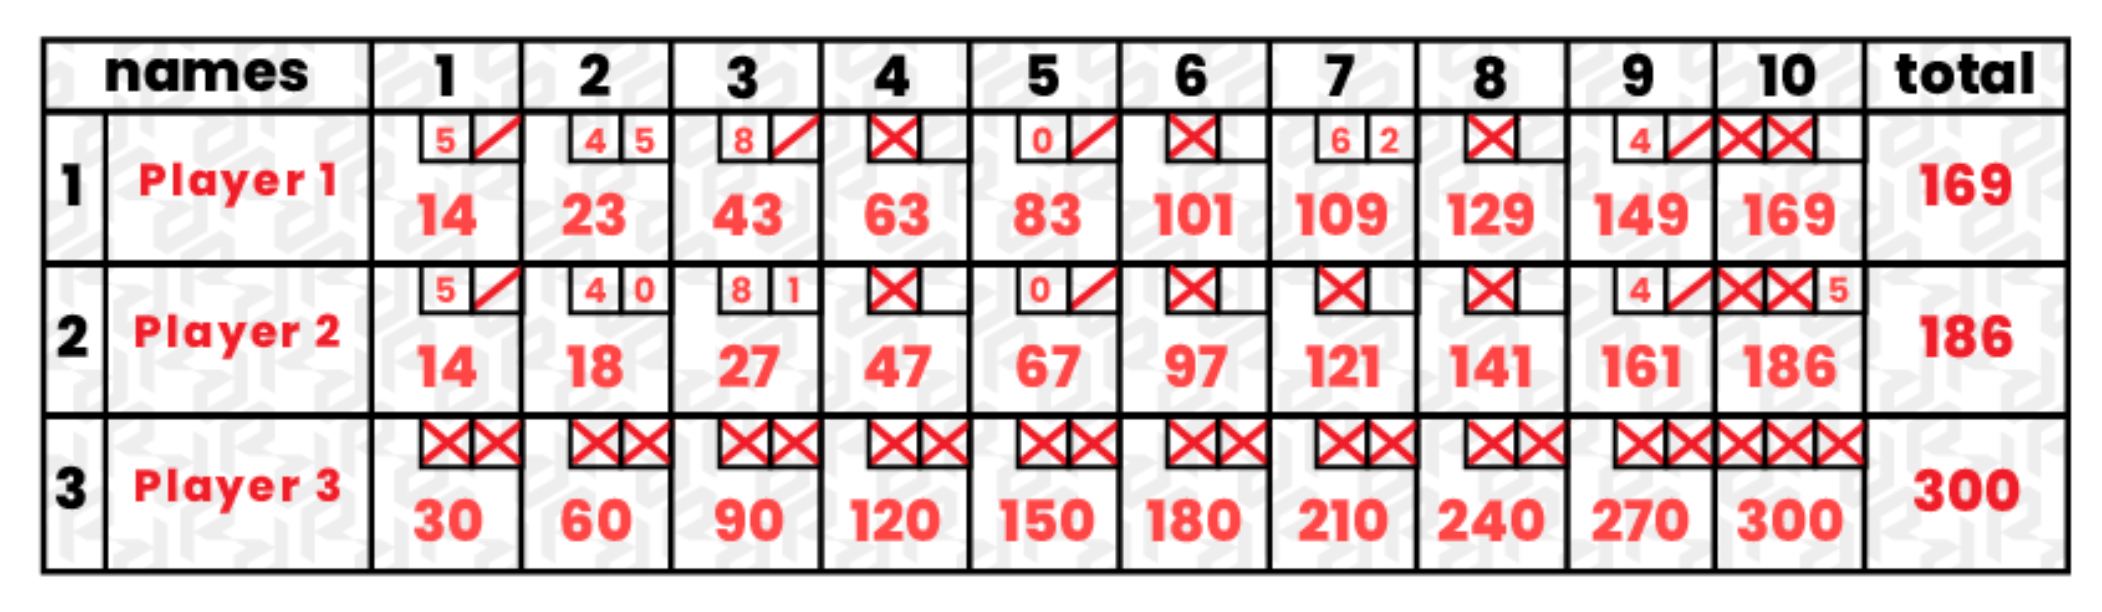 names 1 2 3 4 5 6 7 8 9 10 total
5 / 4 5 8 / X 0 / X 6 2 X 4 / X X
1 Player 1 14 23 43 63 83 101 109 129 149 169 169
5 / 4 0 8 1 X 0 / X X X 4 / X X 5
2 Player 2 14 18 27 47 67 97 121 141 161 186 186
X X X X X X X X X X X X X X X X X X X X X
3 Player 3 30 60 90 120 150 180 210 240 270 300 300